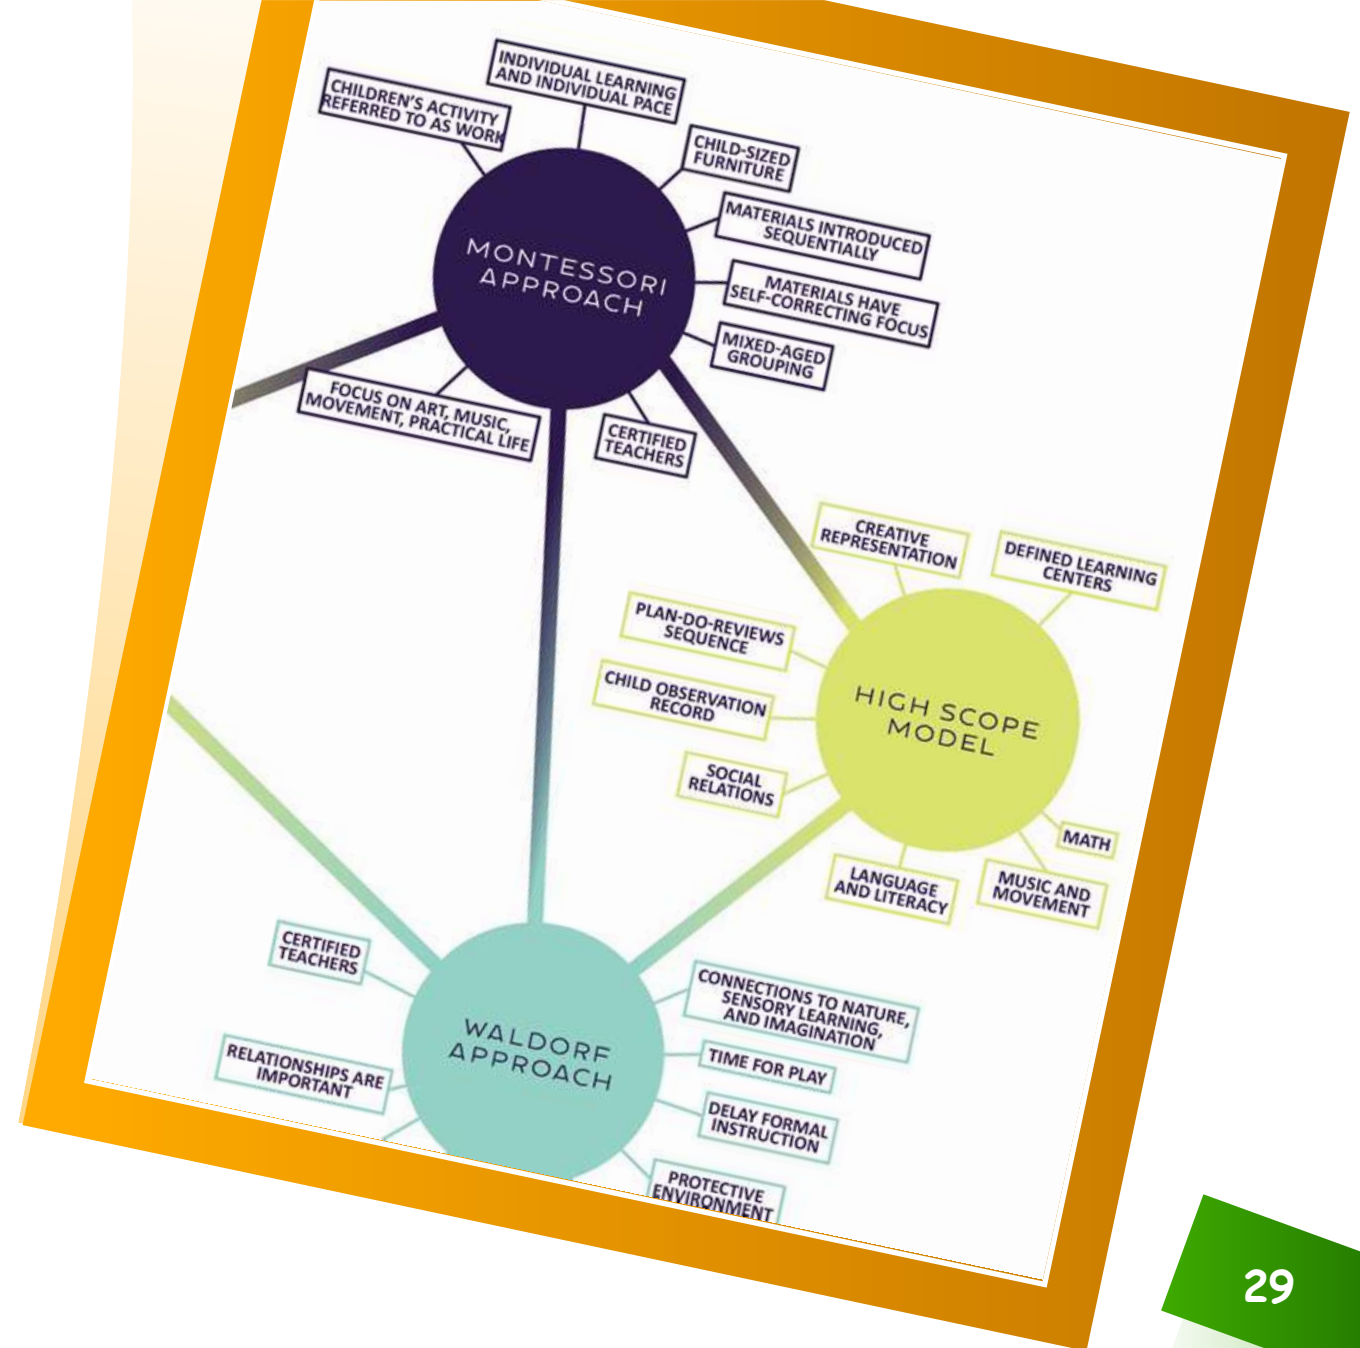 INDIVIDUAL LEARNING
AND INDIVIDUAL PACE
CHILDREN'S ACTIVITY
REFERRED TO AS WORK
CHILD-SIZED
FURNITURE
MATERIALS INTRODUCED
SEQUENTIALLY
MONTESSORI
APPROACH
MATERIALS HAVE
SELF-CORRECTING FOCUS
MIXED-AGED
GROUPING
FOCUS ON ART, MUSIC,
MOVEMENT, PRACTICAL LIFE
CERTIFIED
TEACHERS
CREATIVE
REPRESENTATION
DEFINED LEARNING
CENTERS
PLAN-DO-REVIEWS
SEQUENCE
CHILD OBSERVATION
RECORD
HIGH SCOPE
MODEL
SOCIAL
RELATIONS
MATH
LANGUAGE
AND LITERACY
MUSIC AND
MOVEMENT
CERTIFIED
TEACHERS
CONNECTIONS TO NATURE,
SENSORY LEARNING,
AND IMAGINATION
WALDORF
APPROACH
RELATIONSHIPS ARE
IMPORTANT
TIME FOR PLAY
DELAY FORMAL
INSTRUCTION
PROTECTIVE
ENVIRONMENT
29